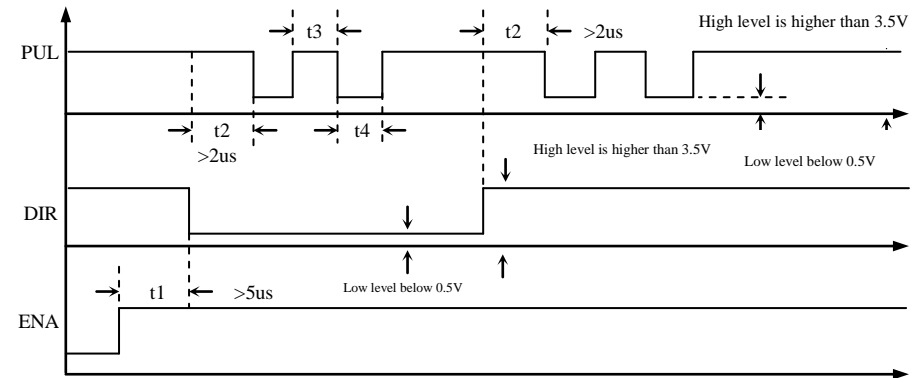 High level is higher than 3.5V
PUL
t3
t2
>2us
t2
>2us
t4
High level is higher than 3.5V
Low level below 0.5V
DIR
Low level below 0.5V
t1
>5us
ENA